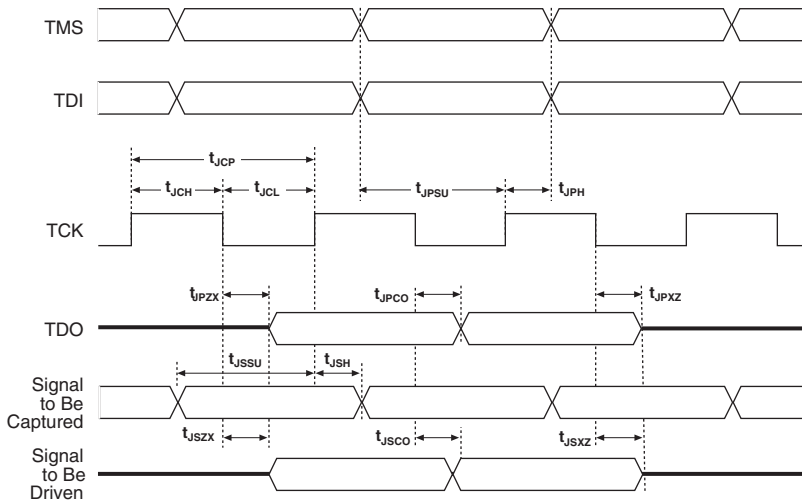 TMS
TDI
tJCP
tJCH
tJCL
tJPSU
tJPH
TCK
tJPZX
tJPCO
tJPXZ
TDO
tJSSU
tJSH
Signal
to Be
Captured
tJSZX
tJSCO
tJSXZ
Signal
to Be
Driven